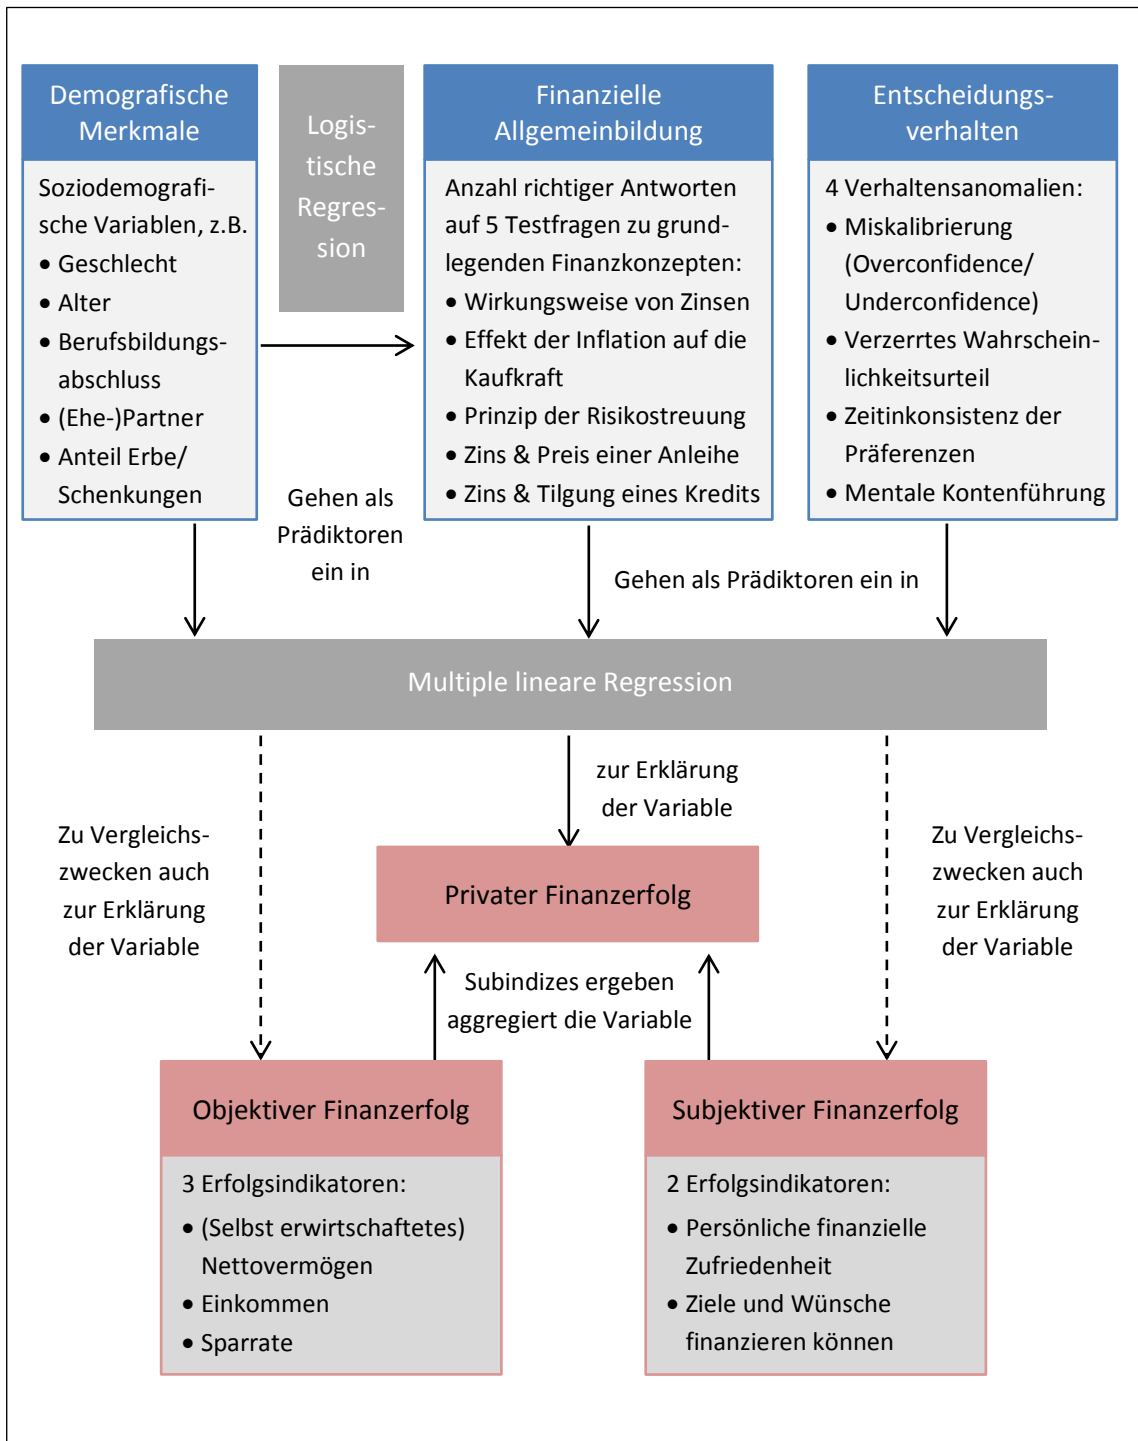 Demografische
Merkmale
Soziodemografi-
sche Variablen, z.B.
• Geschlecht
• Alter
• Berufsbildungs-
abschluss
• (Ehe-)Partner
• Anteil Erbe/
Schenkungen
Logis-
tische
Regres-
sion
Finanzielle
Allgemeinbildung
Anzahl richtiger Antworten
auf 5 Testfragen zu grund-
legenden Finanzkonzepten:
• Wirkungsweise von Zinsen
• Effekt der Inflation auf die
Kaufkraft
• Prinzip der Risikostreuung
• Zins & Preis einer Anleihe
• Zins & Tilgung eines Kredits
Entscheidungs-
verhalten
4 Verhaltensanomalien:
• Miskalibrierung
(Overconfidence/
Underconfidence)
• Verzerrtes Wahrschein-
lichkeitsurteil
• Zeitinkonsistenz der
Präferenzen
• Mentale Kontenführung
Gehen als
Prädiktoren
ein in
Gehen als Prädiktoren ein in
Multiple lineare Regression
zur Erklärung
der Variable
Zu Vergleichs-
zwecken auch
zur Erklärung
der Variable
Privater Finanzerfolg
Zu Vergleichs-
zwecken auch
zur Erklärung
der Variable
Subindizes ergeben
aggregiert die Variable
Objektiver Finanzerfolg
3 Erfolgsindikatoren:
• (Selbst erwirtschaftetes)
Nettovermögen
• Einkommen
• Sparrate
Subjektiver Finanzerfolg
2 Erfolgsindikatoren:
• Persönliche finanzielle
Zufriedenheit
• Ziele und Wünsche
finanzieren können